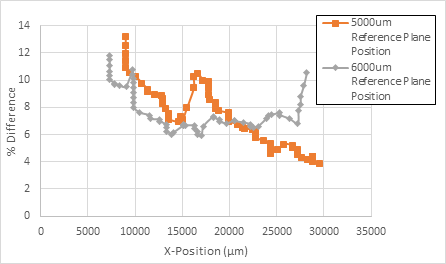 14
12
10
8
6
4
2
0
% Difference
0 5000 10000 15000 20000 25000 30000 35000
X-Position (µm)
5000um
Reference Plane
Position
6000um
Reference Plane
Position